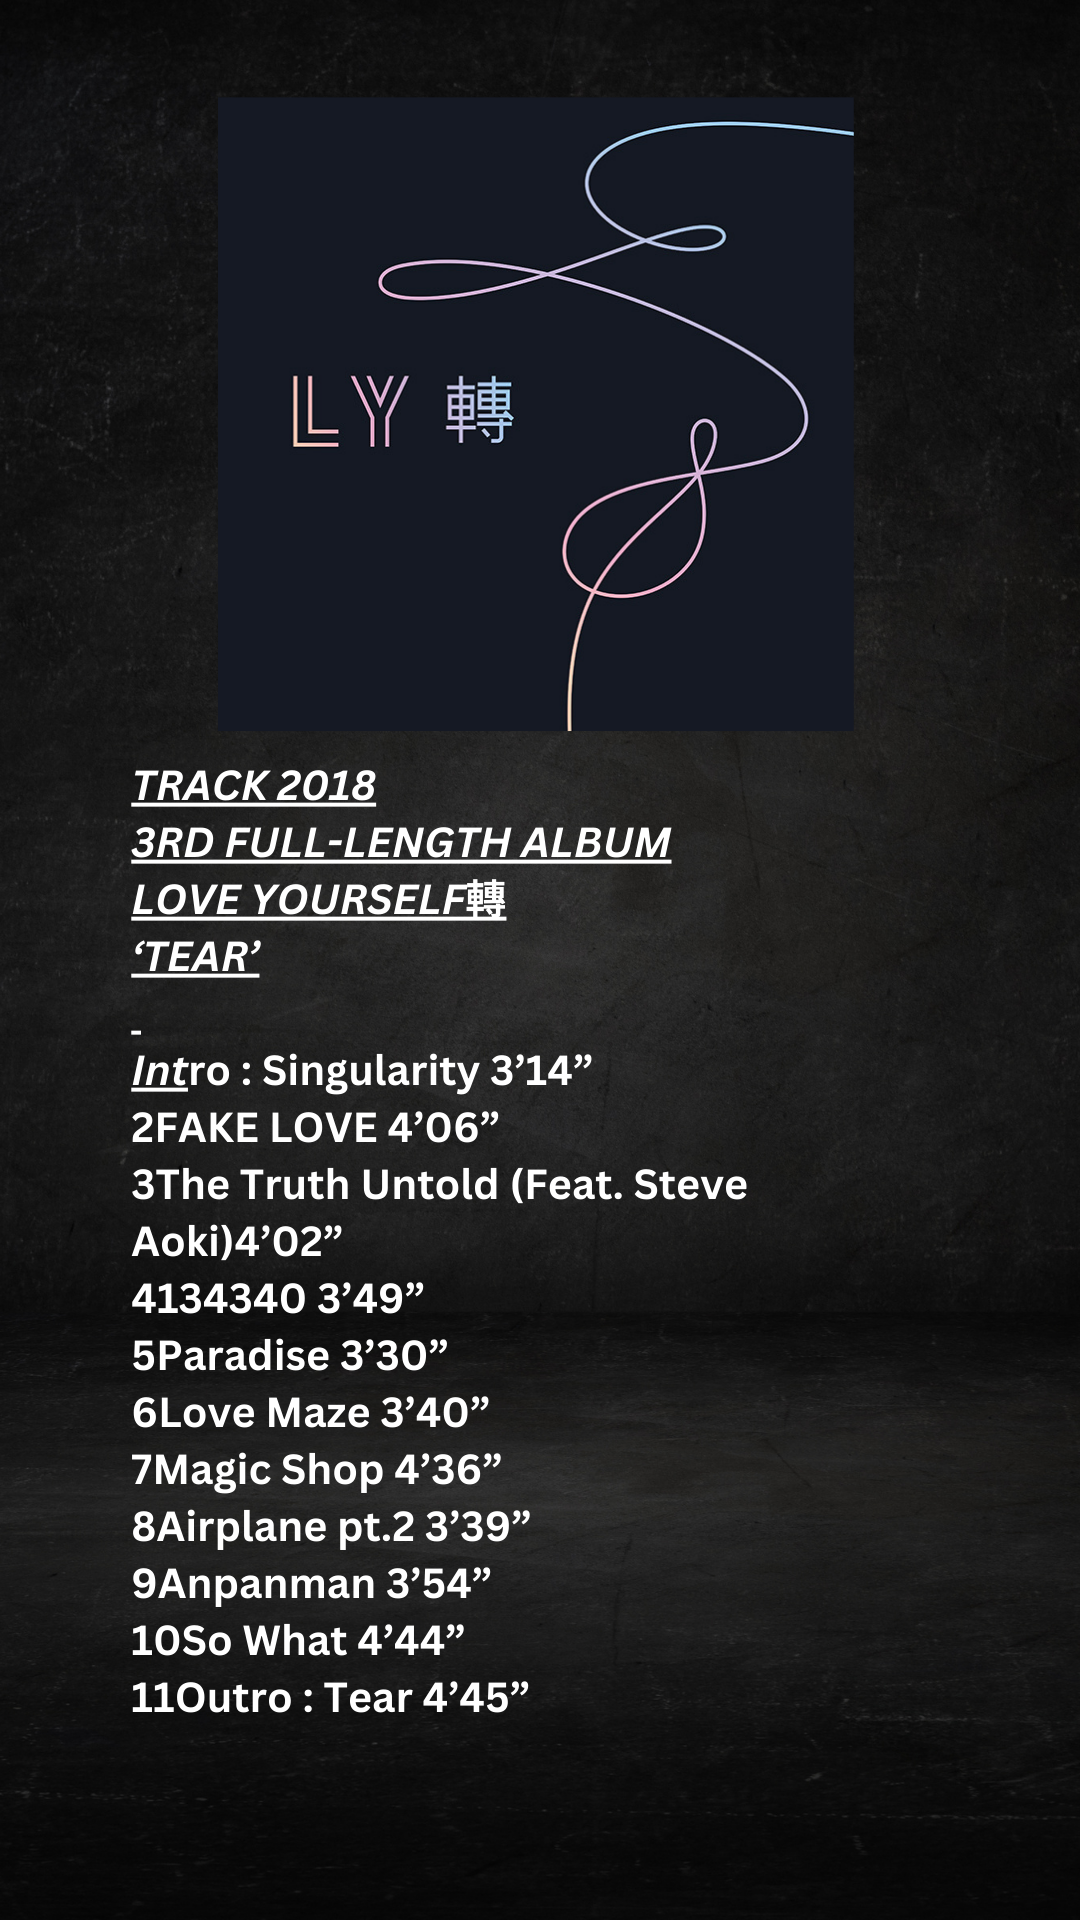 LY 轉
TRACK 2018
3RD FULL-LENGTH ALBUM
LOVE YOURSELF轉
‘TEAR’
-
Intro : Singularity 3’14”
2FAKE LOVE 4’06”
3The Truth Untold (Feat. Steve
Aoki)4’02”
4134340 3’49”
5Paradise 3’30”
6Love Maze 3’40”
7Magic Shop 4’36”
8Airplane pt.2 3’39”
9Anpanman 3’54”
10So What 4’44”
11Outro : Tear 4’45”